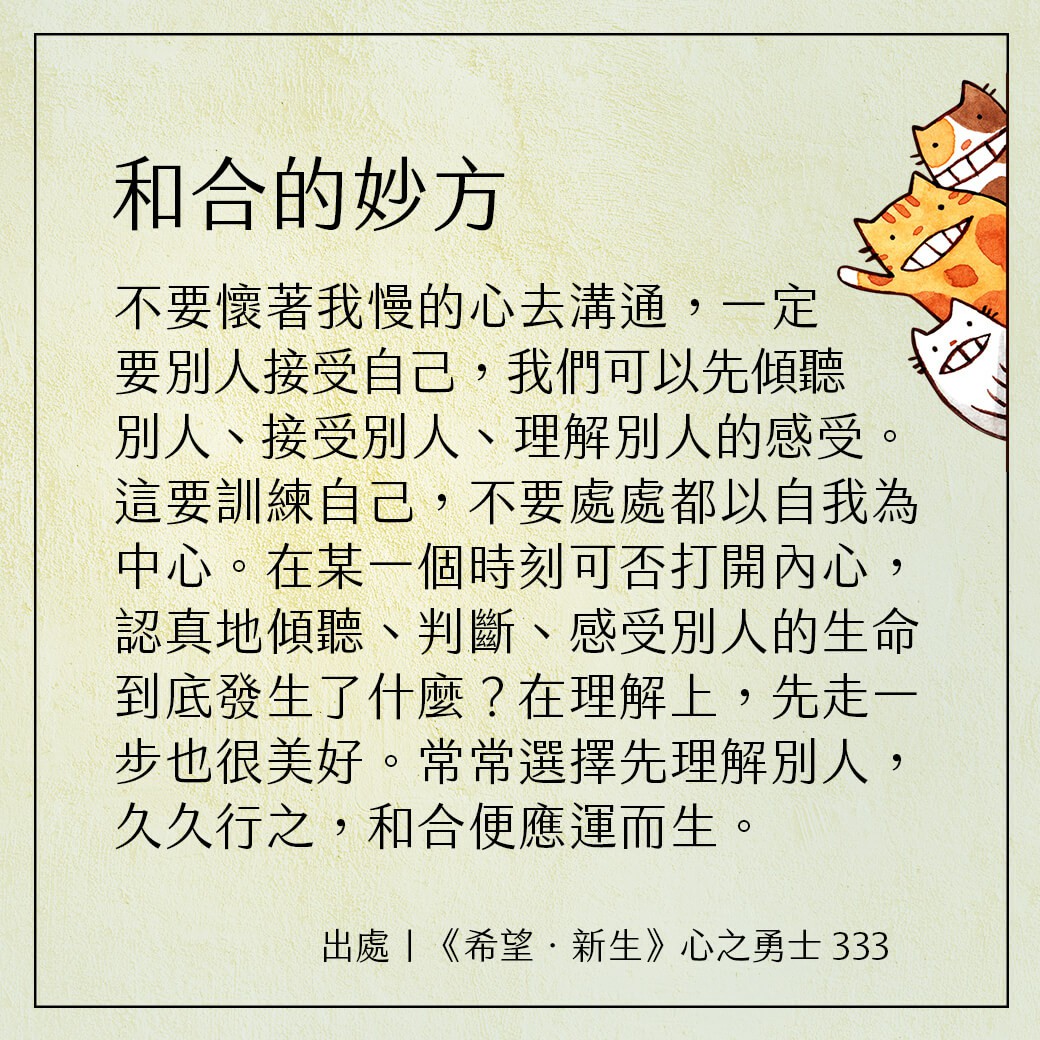 和合的妙方
不要懷著我慢的心去溝通，一定
要別人接受自己，我們可以先傾聽
別人、接受別人、理解別人的感受。
這要訓練自己，不要處處都以自我為
中心。在某一個時刻可否打開內心，
認真地傾聽、判斷、感受別人的生命
到底發生了什麼？在理解上，先走一
步也很美好。常常選擇先理解別人，
久久行之，和合便應運而生。
出處｜《希望．新生》心之勇士 333